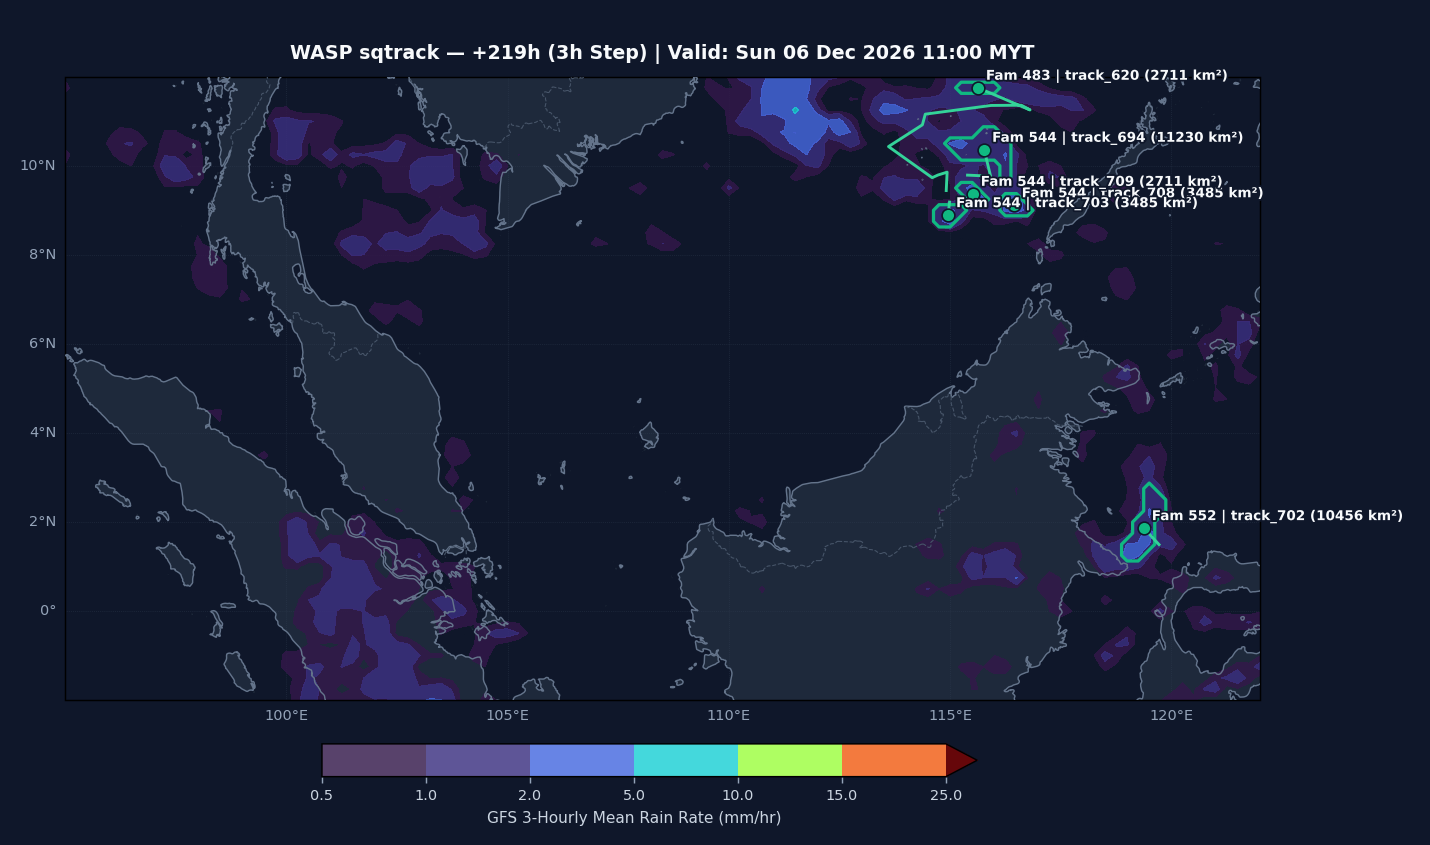 WASP sqtrack — +219h (3h Step) | Valid: Sun 06 Dec 2026 11:00 MYT
Fam 483 | track_620 (2711 km²)
Fam 544 | track_694 (11230 km²)
Fam 544 | track_709 (2711 km²)
Fam 544 | track_708 (3485 km²)
Fam 544 | track_703 (3485 km²)
Fam 552 | track_702 (10456 km²)
10°N
8°N
6°N
4°N
2°N
0°
100°E 105°E 110°E 115°E 120°E
0.5 1.0 2.0 5.0 10.0 15.0 25.0
GFS 3-Hourly Mean Rain Rate (mm/hr)